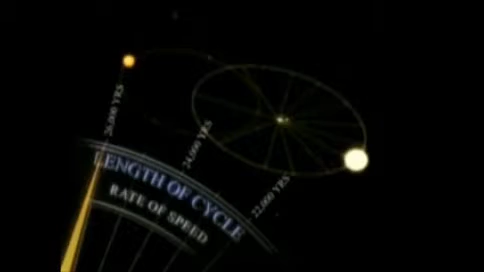 26,000 YRS
24,000 YRS
22,000 YRS
LENGTH OF CYCLE
RATE OF SPEED